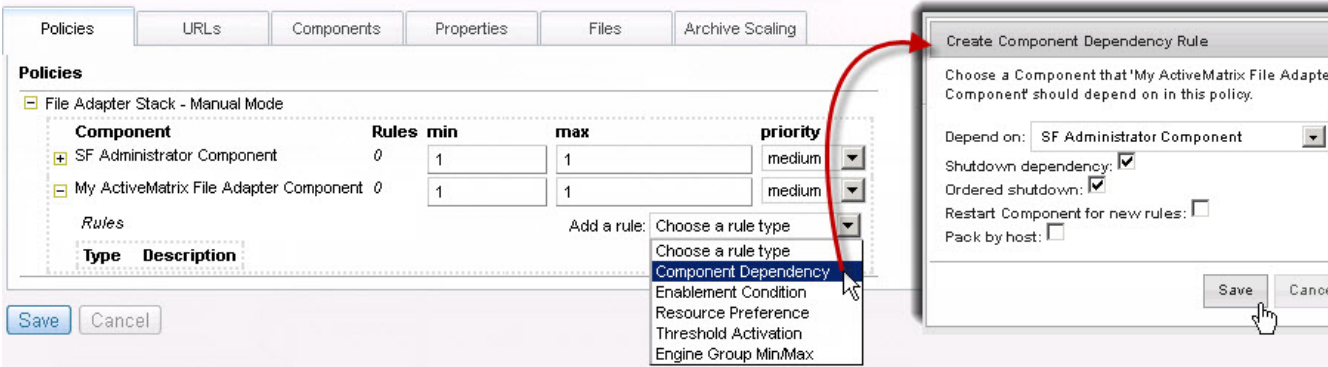 Policies URLs Components Properties Files Archive Scaling
Policies
File Adapter Stack - Manual Mode
Component Rules min max priority
SF Administrator Component 0 1 1 medium
My ActiveMatrix File Adapter Component 0 1 1 medium
Rules Add a rule: Choose a rule type
Type Description
Choose a rule type
Component Dependency
Enablement Condition
Resource Preference
Threshold Activation
Engine Group Min/Max
Save Cancel
Create Component Dependency Rule
Choose a Component that 'My ActiveMatrix File Adapte
Component' should depend on in this policy.
Depend on: SF Administrator Component
Shutdown dependency:
Ordered shutdown:
Restart Component for new rules:
Pack by host:
Save Cance